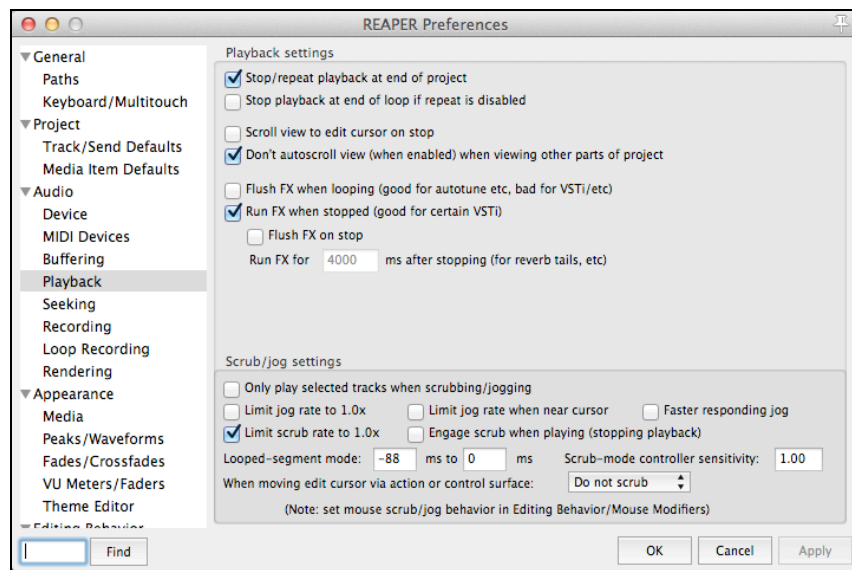 REAPER Preferences
General
Paths
Keyboard/Multitouch
Project
Track/Send Defaults
Media Item Defaults
Audio
Device
MIDI Devices
Buffering
Playback
Seeking
Recording
Loop Recording
Rendering
Appearance
Media
Peaks/Waveforms
Fades/Crossfades
VU Meters/Faders
Theme Editor
Editing Behavior
Find
Playback settings
Stop/repeat playback at end of project
Stop playback at end of loop if repeat is disabled
Scroll view to edit cursor on stop
Don't autoscroll view (when enabled) when viewing other parts of project
Flush FX when looping (good for autotune etc, bad for VSTi/etc)
Run FX when stopped (good for certain VSTi)
Flush FX on stop
Run FX for 4000 ms after stopping (for reverb tails, etc)
Scrub/jog settings
Only play selected tracks when scrubbing/jogging
Limit jog rate to 1.0x Limit jog rate when near cursor Faster responding jog
Limit scrub rate to 1.0x Engage scrub when playing (stopping playback)
Looped-segment mode: -88 ms to 0 ms Scrub-mode controller sensitivity: 1.00
When moving edit cursor via action or control surface: Do not scrub
(Note: set mouse scrub/jog behavior in Editing Behavior/Mouse Modifiers)
OK Cancel Apply